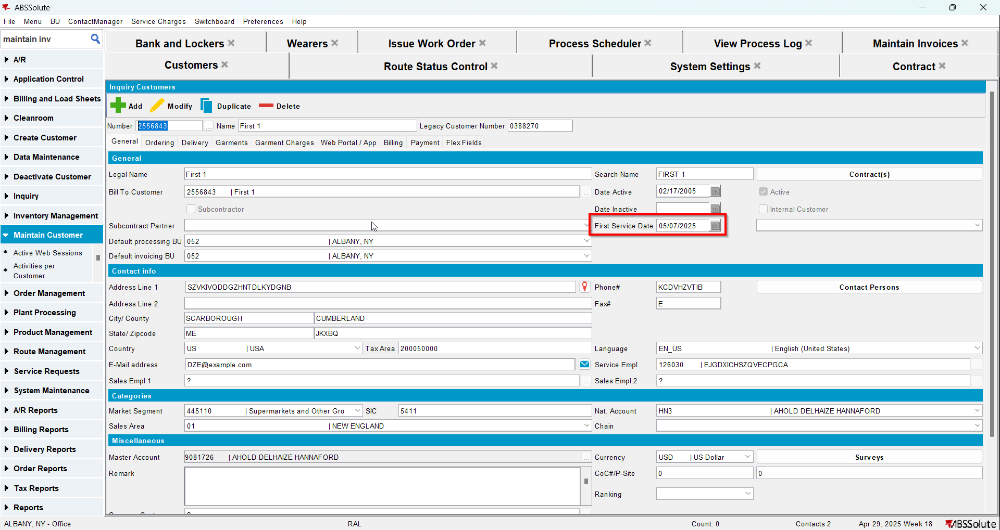 ABSSolute
File Menu BU ContactManager Service Charges Switchboard Preferences Help
maintain inv
Bank and Lockers Wearers Issue Work Order Process Scheduler View Process Log Maintain Invoices
Customers Route Status Control System Settings Contract
A/R
Application Control
Billing and Load Sheets
Cleanroom
Create Customer
Data Maintenance
Deactivate Customer
Inquiry
Inventory Management
Maintain Customer
Active Web Sessions
Activities per
Customer
Order Management
Plant Processing
Product Management
Route Management
Service Requests
System Maintenance
A/R Reports
Billing Reports
Delivery Reports
Order Reports
Tax Reports
Reports
Inquiry Customers
Add Modify Duplicate Delete
Number 2556843 ... Name First 1 Legacy Customer Number 0388270
General Ordering Delivery Garments Garment Charges Web Portal / App Billing Payment Flex Fields
General
Legal Name First 1 Search Name FIRST 1 Contract(s)
Bill To Customer 2556843 | First 1 ... Date Active 02/17/2005 16 Active
Subcontractor Date Inactive 16 Internal Customer
Subcontract Partner First Service Date 05/07/2025 16
Default processing BU 052 | ALBANY, NY
Default invoicing BU 052 | ALBANY, NY
Contact info
Address Line 1 SZVKIVODDGZHNTDLKYDGNB Phone# KCDVHZVTIB Contact Persons
Address Line 2 Fax# E
City/ County SCARBOROUGH CUMBERLAND
State/ Zipcode ME JKXBQ
Country US | USA Tax Area 200050000 Language EN_US | English (United States)
E-Mail address DZE@example.com Service Empl. 126030 | EJGDXICHSZQVECPGCA ...
Sales Empl.1 ? ... Sales Empl.2 ? ...
Categories
Market Segment 445110 | Supermarkets and Other Gro SIC 5411 Nat. Account HN3 | AHOLD DELHAIZE HANNAFORD
Sales Area 01 | NEW ENGLAND Chain
Miscellaneous
Master Account 9081726 | AHOLD DELHAIZE HANNAFORD ... Currency USD | US Dollar Surveys
Remark CoC#/P-Site 0 0
Ranking
ALBANY, NY - Office RAL Count: 0 Contacts 2 Apr 29, 2025 Week 18 ABSSolute